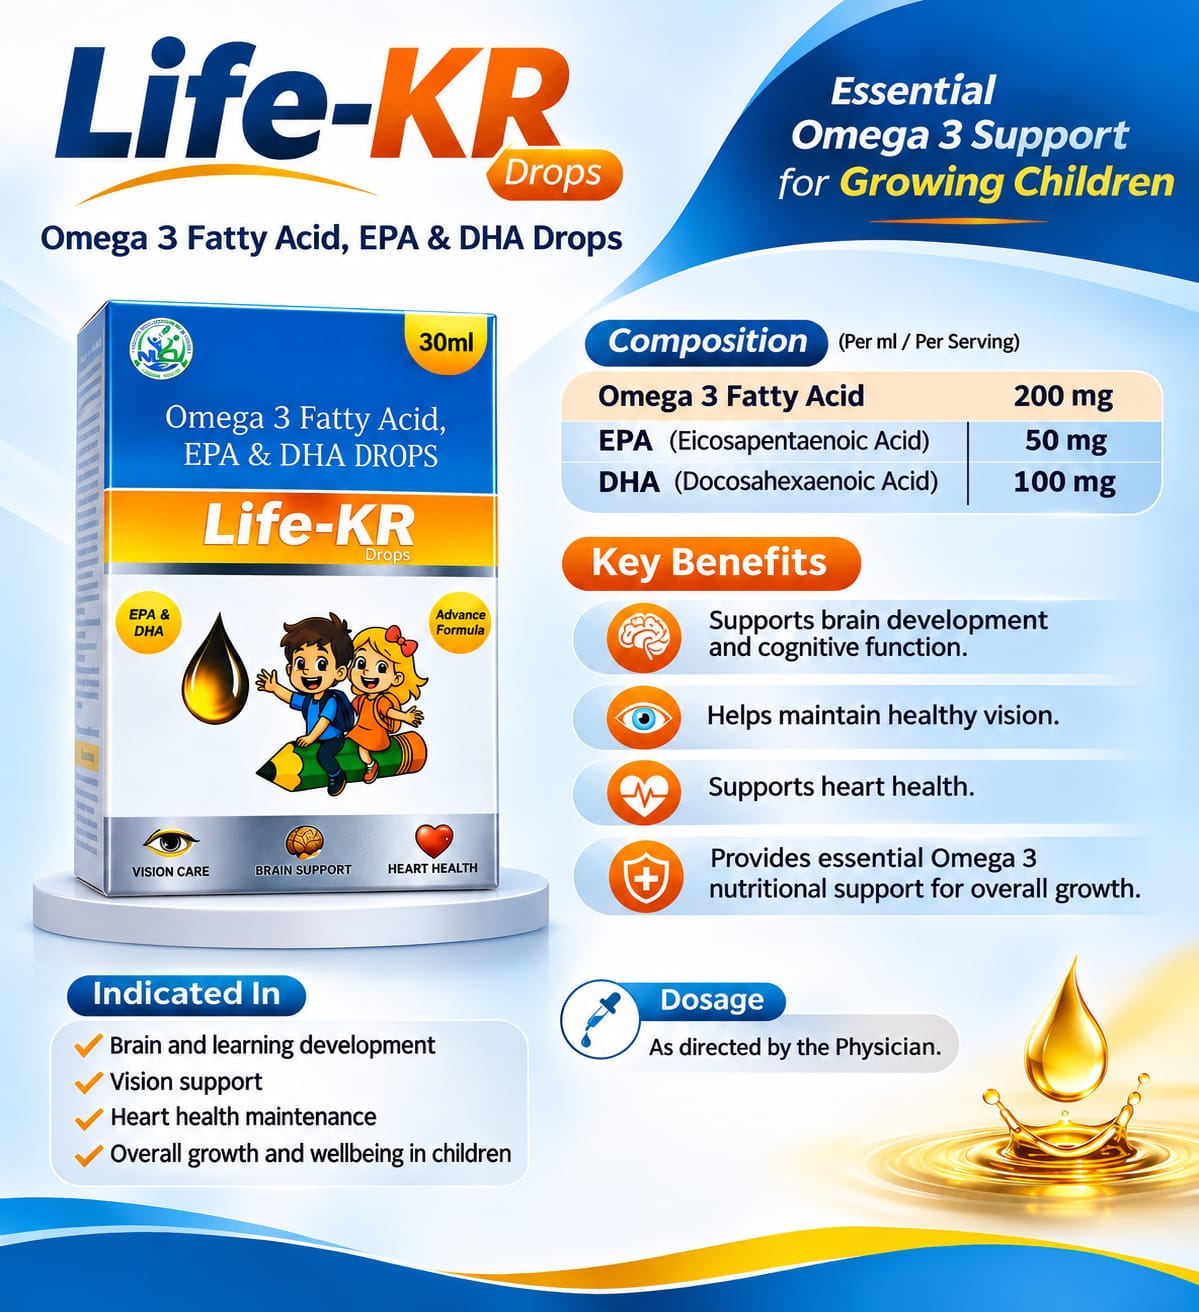 Life-KR
Drops
Omega 3 Fatty Acid, EPA & DHA Drops
Essential
Omega 3 Support
for Growing Children
30ml
Omega 3 Fatty Acid,
EPA & DHA DROPS
Life-KR
Drops
EPA &
DHA
Advance
Formula
VISION CARE
BRAIN SUPPORT
HEART HEALTH
Composition (Per ml / Per Serving)
Omega 3 Fatty Acid 200 mg
EPA (Eicosapentaenoic Acid) 50 mg
DHA (Docosahexaenoic Acid) 100 mg
Key Benefits
Supports brain development
and cognitive function.
Helps maintain healthy vision.
Supports heart health.
Provides essential Omega 3
nutritional support for overall growth.
Indicated In
Brain and learning development
Vision support
Heart health maintenance
Overall growth and wellbeing in children
Dosage
As directed by the Physician.